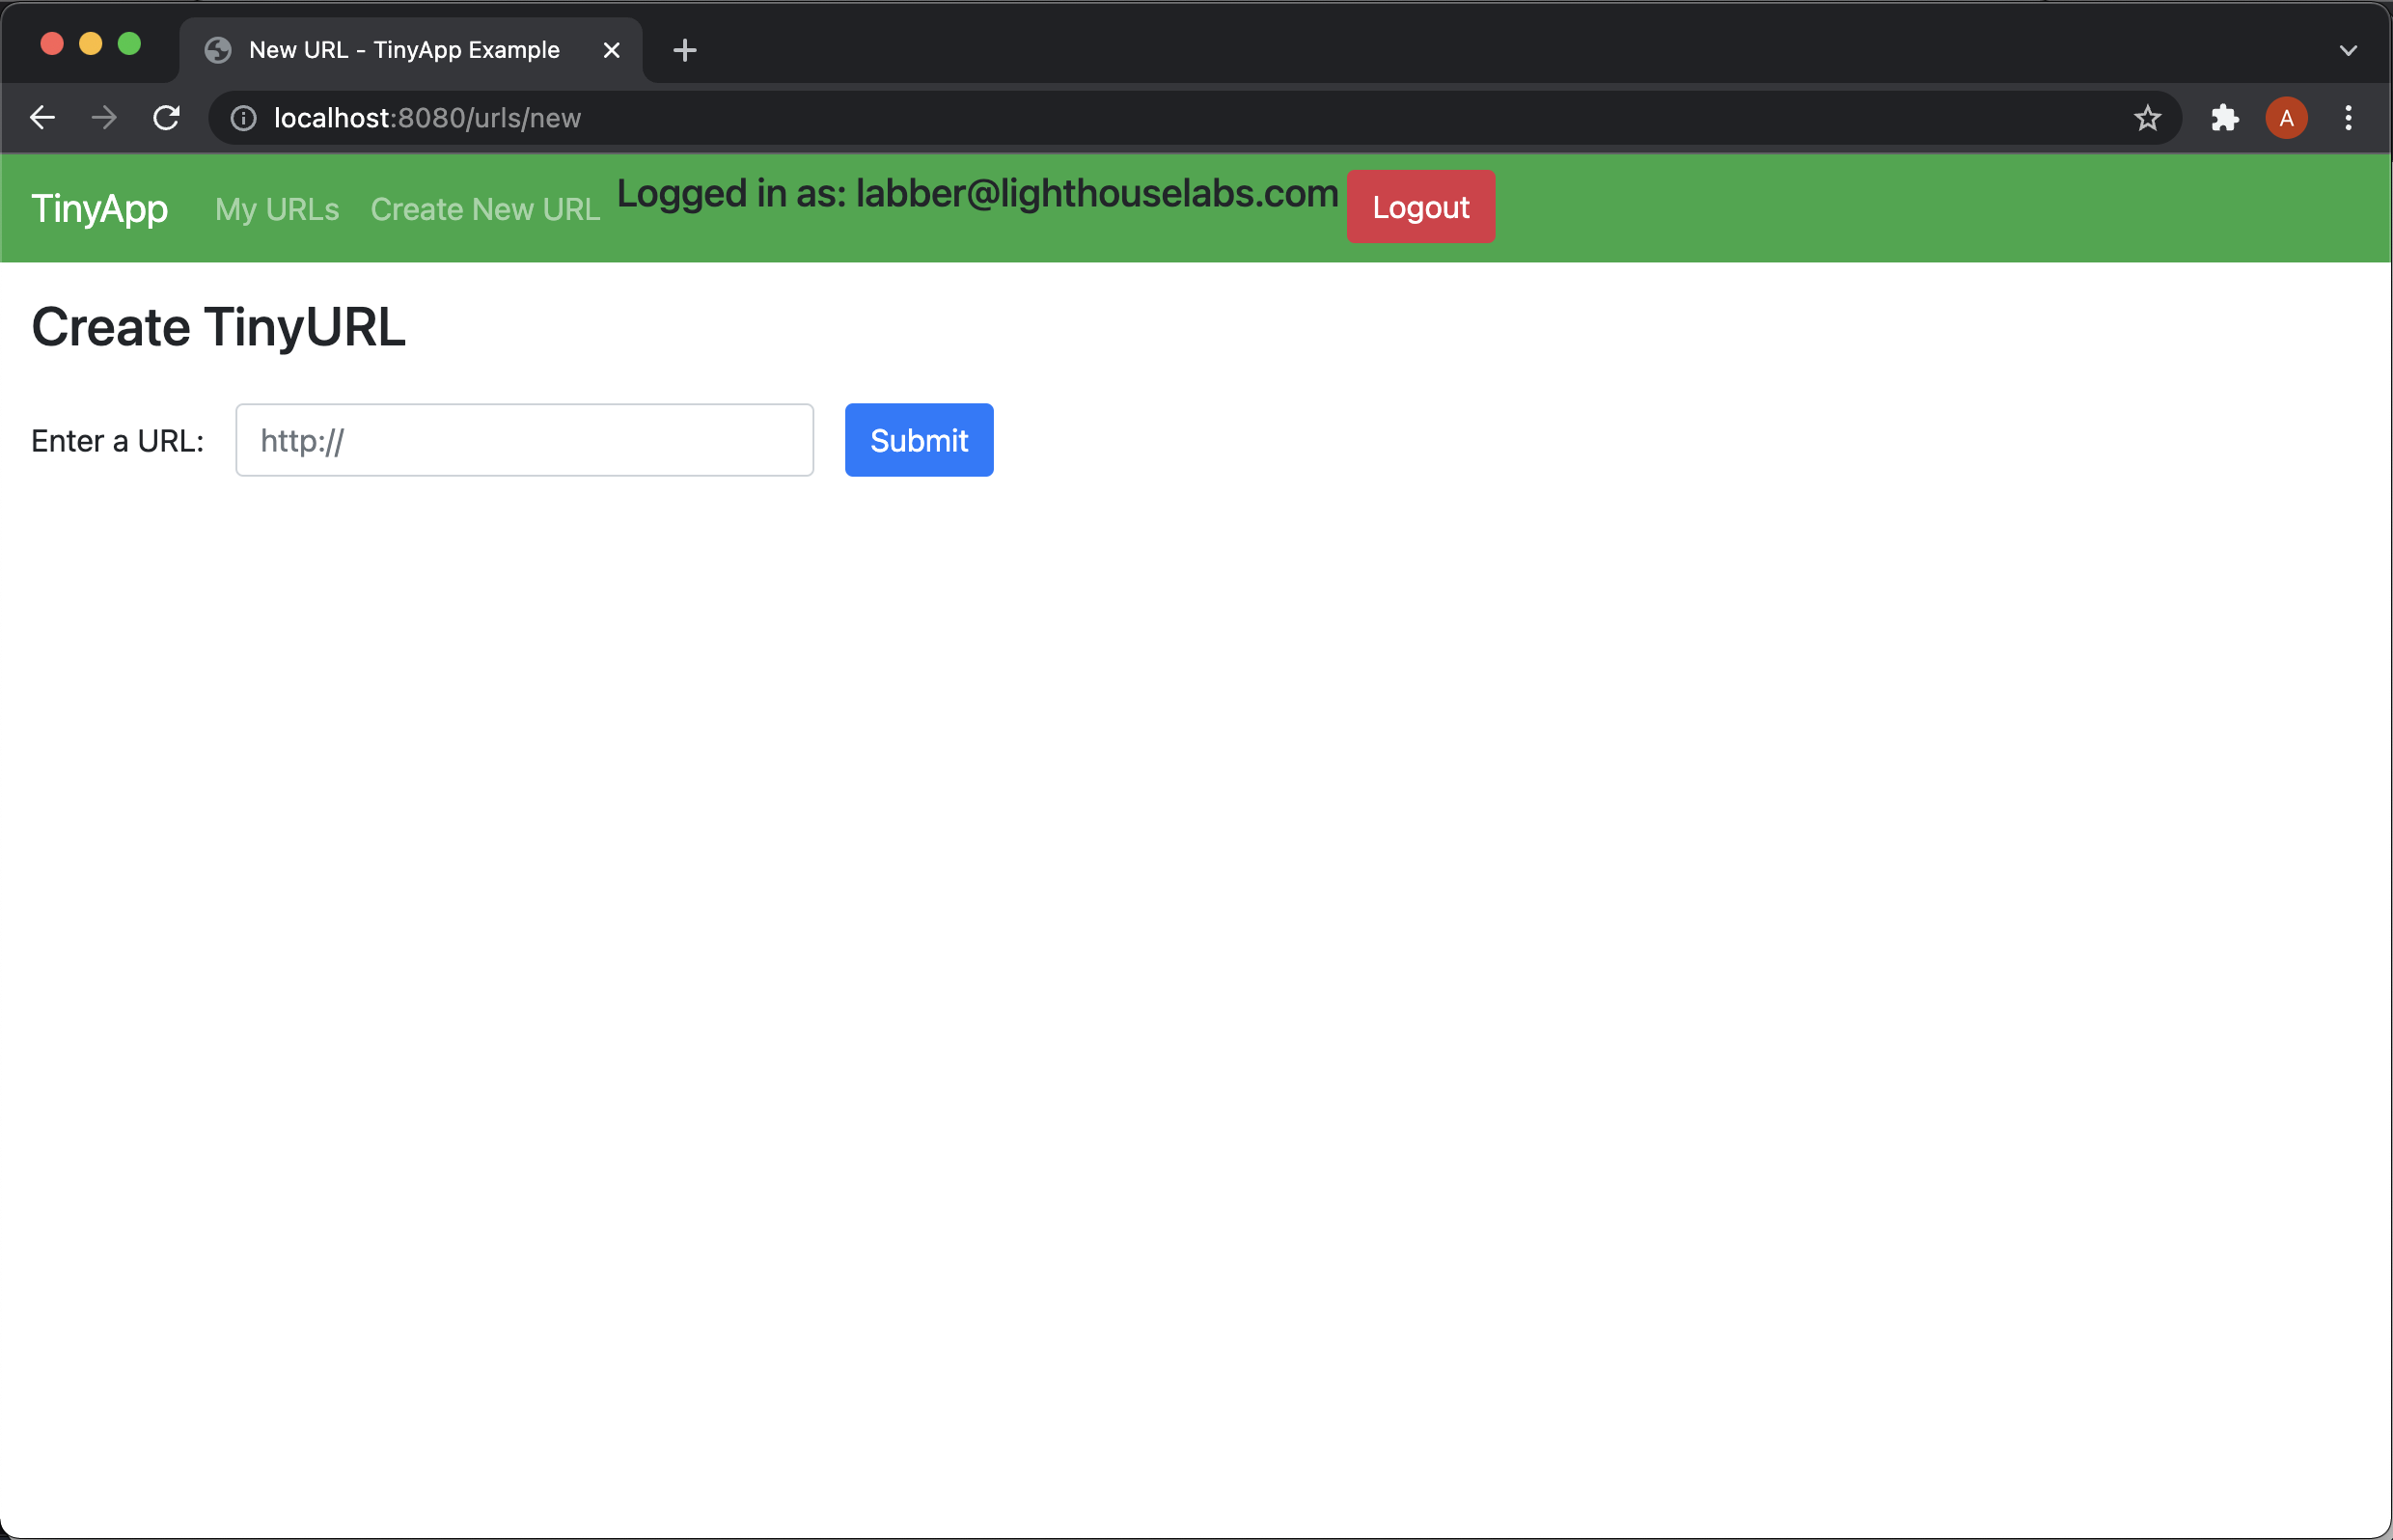 New URL - TinyApp Example
localhost:8080/urls/new
A
TinyApp My URLs Create New URL Logged in as: labber@lighthouselabs.com Logout
Create TinyURL
Enter a URL: http:// Submit